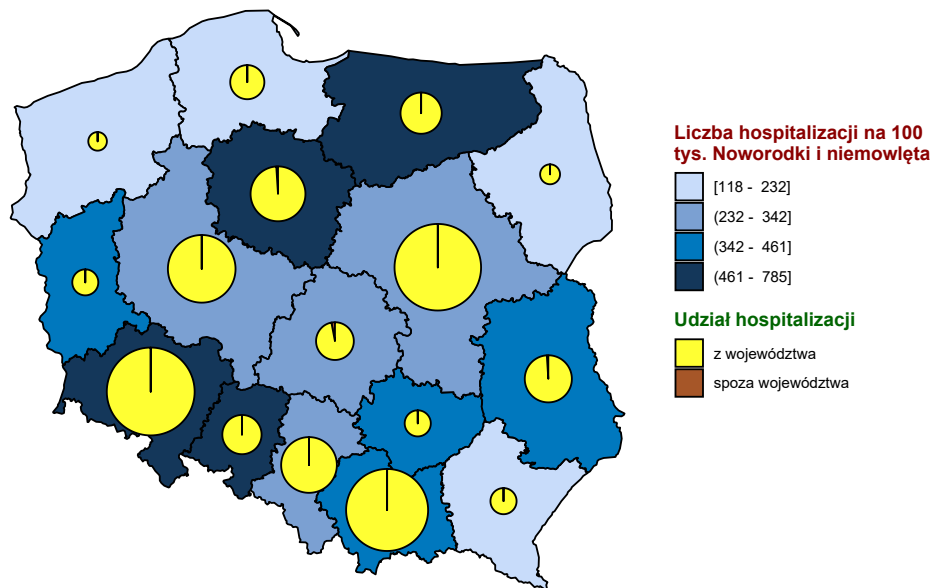 Liczba hospitalizacji na 100
tys. Noworodki i niemowlęta
[118 - 232]
(232 - 342]
(342 - 461]
(461 - 785]
Udział hospitalizacji
z województwa
spoza województwa